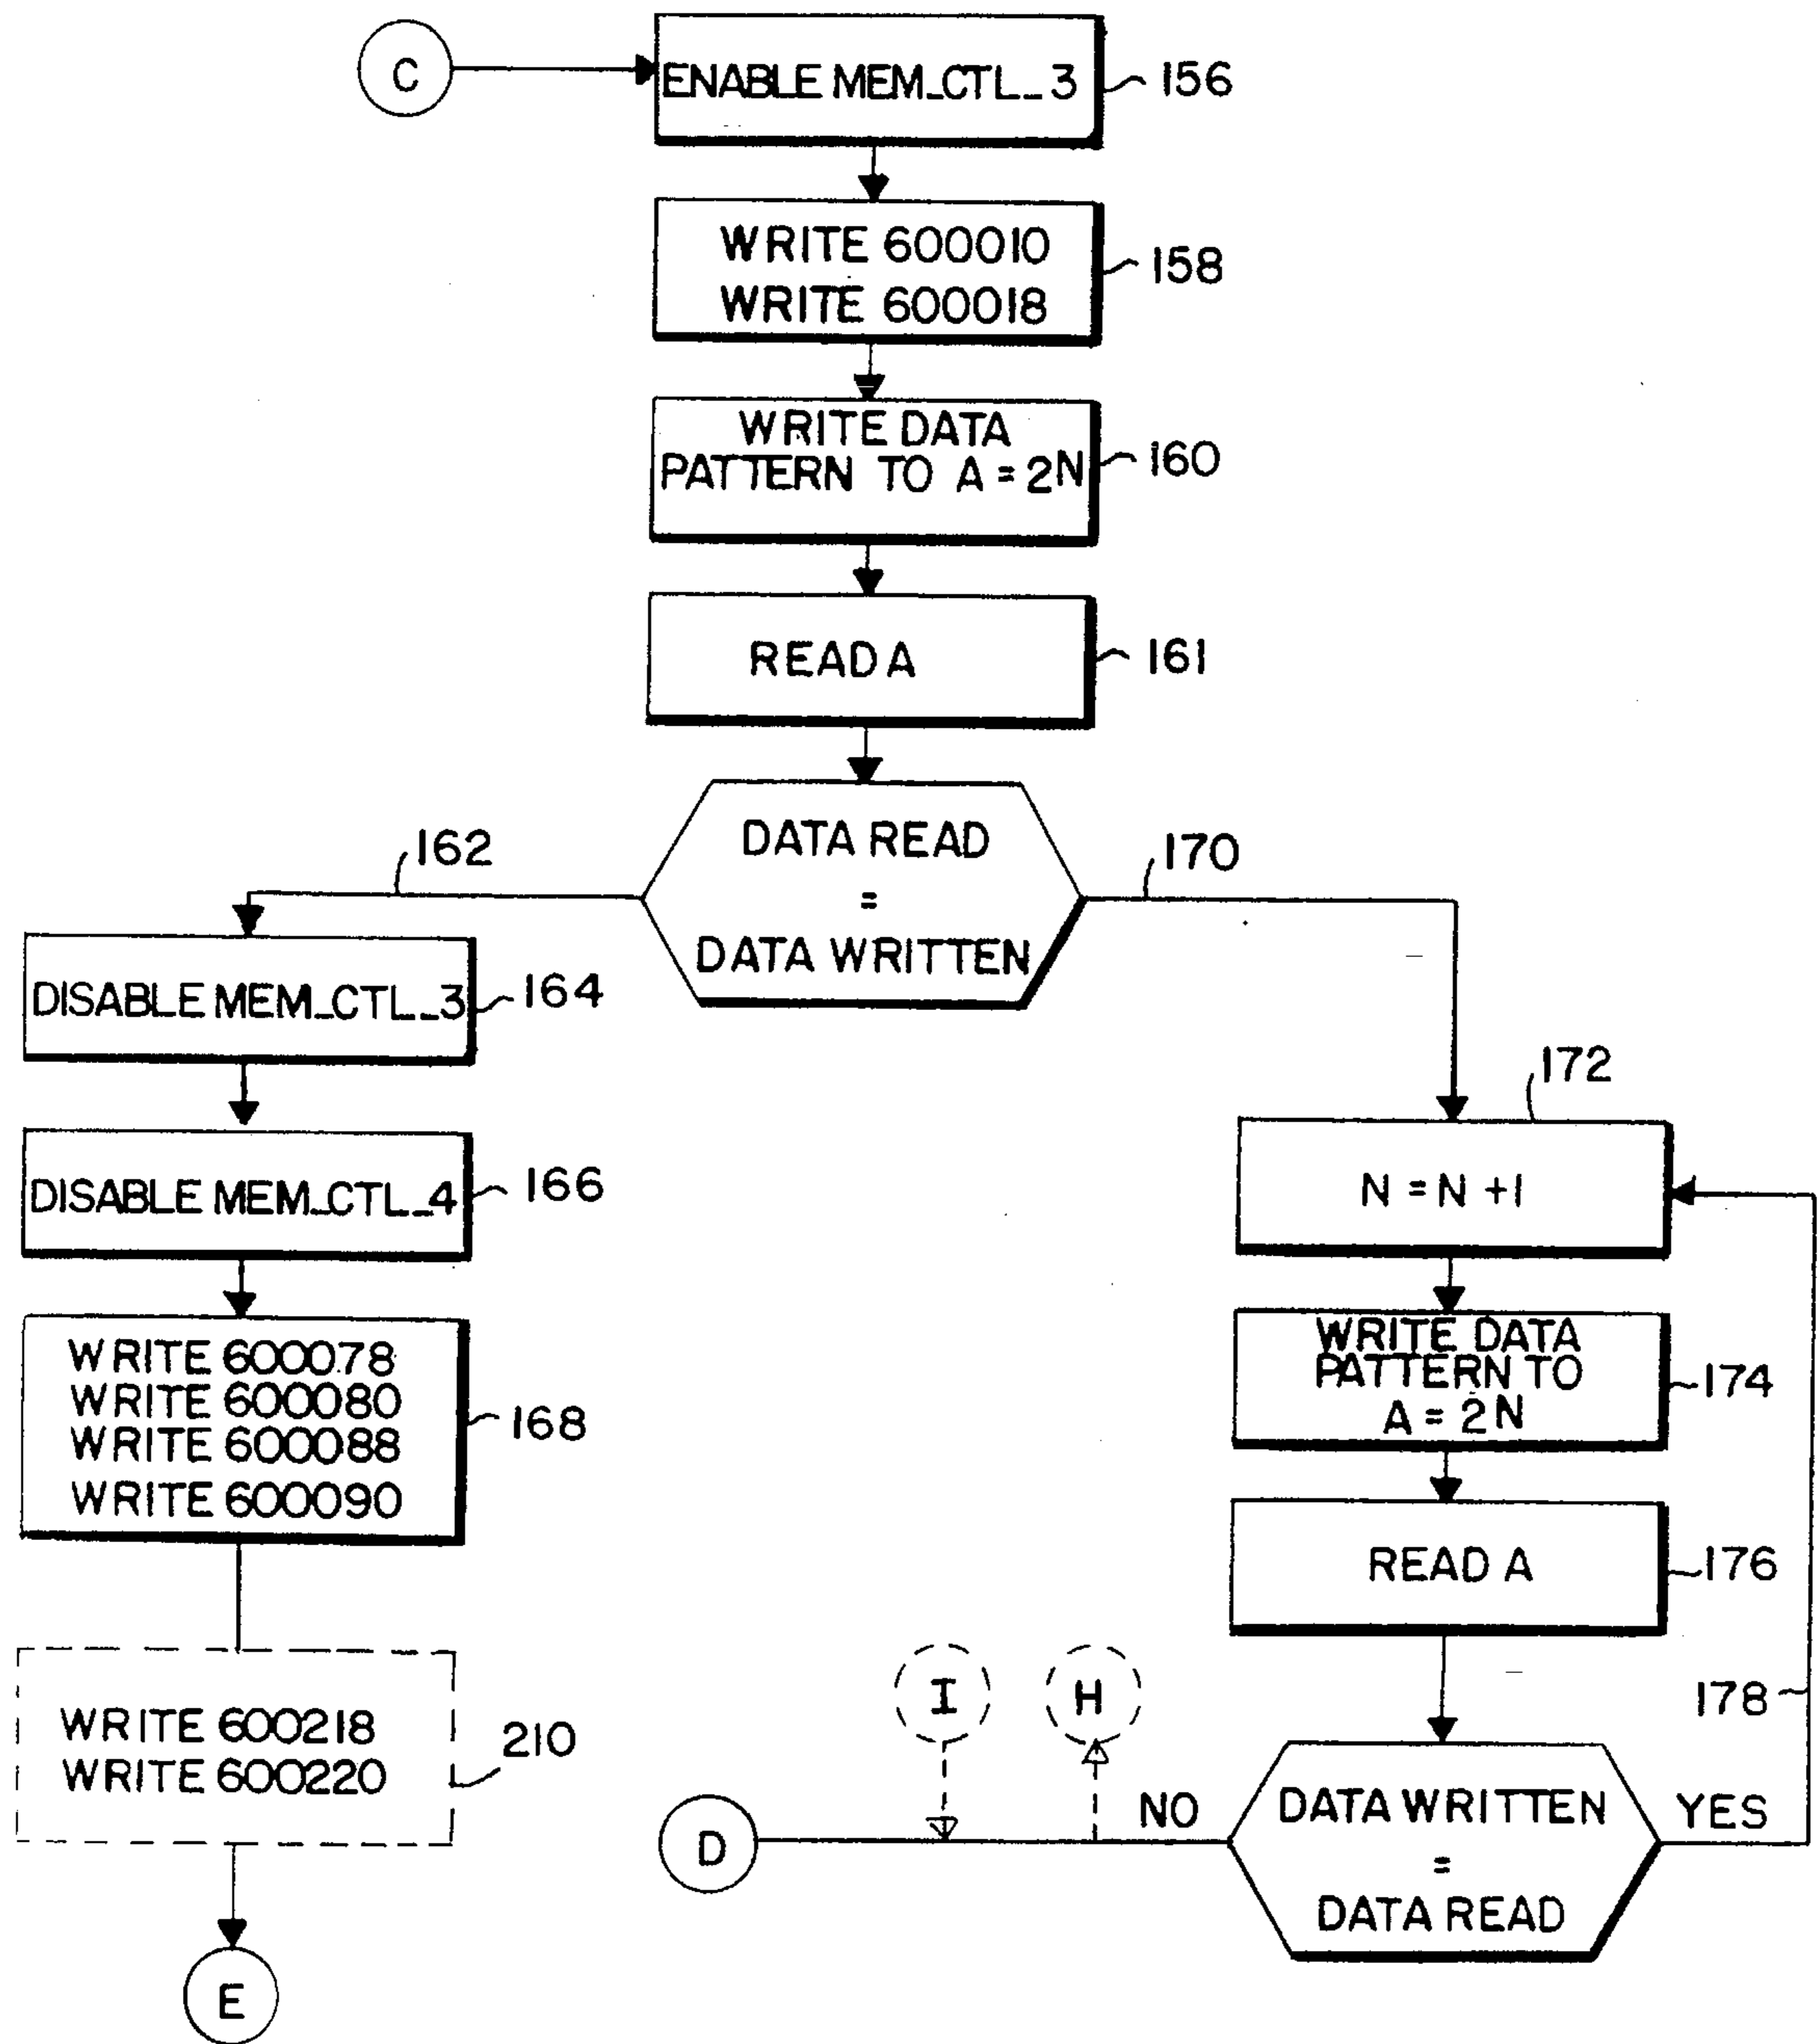 C
ENABLE MEM_CTL_3
156
WRITE 600010
WRITE 600018
158
WRITE DATA
PATTERN TO A = 2N
160
READ A
161
DATA READ
=
DATA WRITTEN
162
170
DISABLE MEM_CTL_3
164
DISABLE MEM_CTL_4
166
WRITE 600078
WRITE 600080
WRITE 600088
WRITE 600090
168
WRITE 600218
WRITE 600220
210
E
172
N = N +1
WRITE DATA
PATTERN TO
A = 2N
174
READ A
176
178
I
H
D
NO
DATA WRITTEN
=
DATA READ
YES